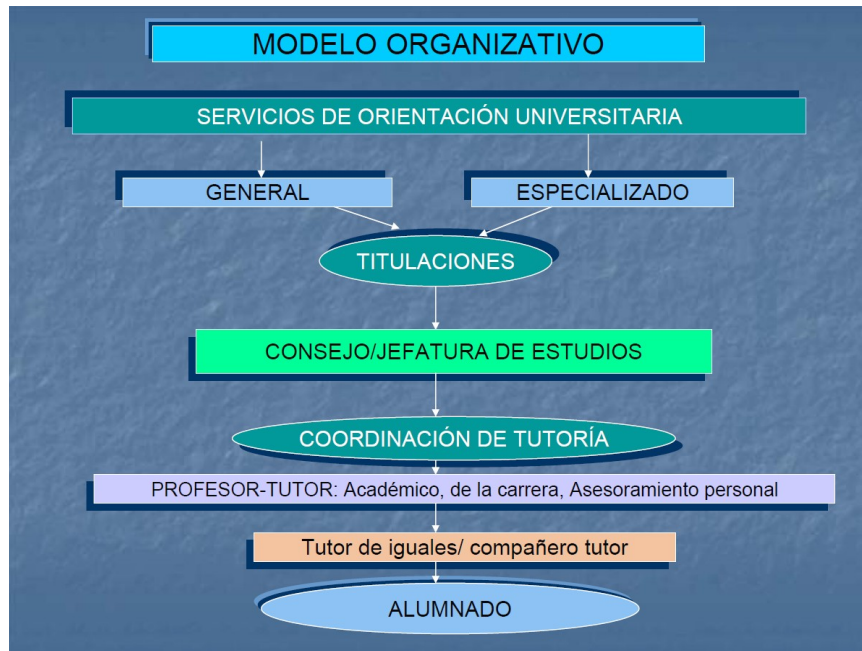 MODELO ORGANIZATIVO
SERVICIOS DE ORIENTACIÓN UNIVERSITARIA
GENERAL
ESPECIALIZADO
TITULACIONES
CONSEJO/JEFATURA DE ESTUDIOS
COORDINACIÓN DE TUTORÍA
PROFESOR-TUTOR: Académico, de la carrera, Asesoramiento personal
Tutor de iguales/ compañero tutor
ALUMNADO